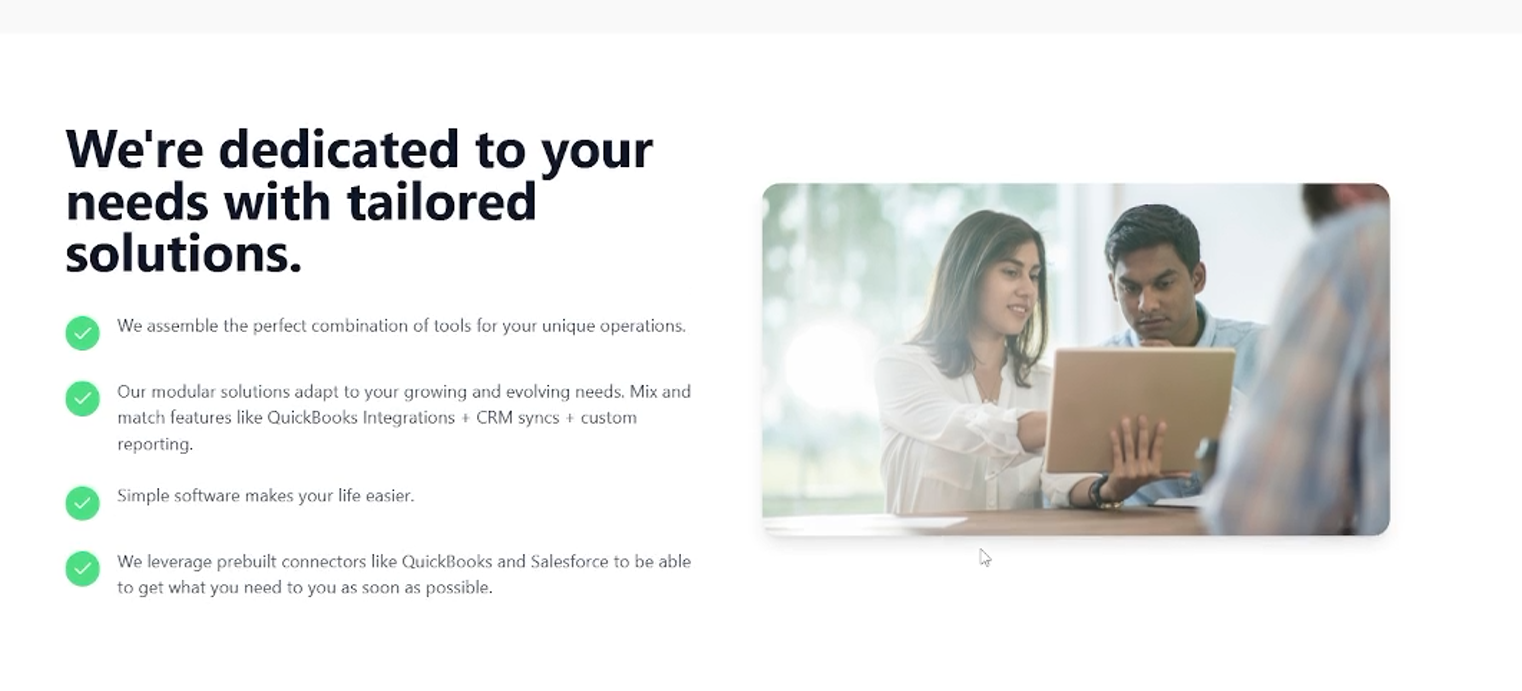 We're dedicated to your
needs with tailored
solutions.
We assemble the perfect combination of tools for your unique operations.
Our modular solutions adapt to your growing and evolving needs. Mix and
match features like QuickBooks Integrations + CRM syncs + custom
reporting.
Simple software makes your life easier.
We leverage prebuilt connectors like QuickBooks and Salesforce to be able
to get what you need to you as soon as possible.